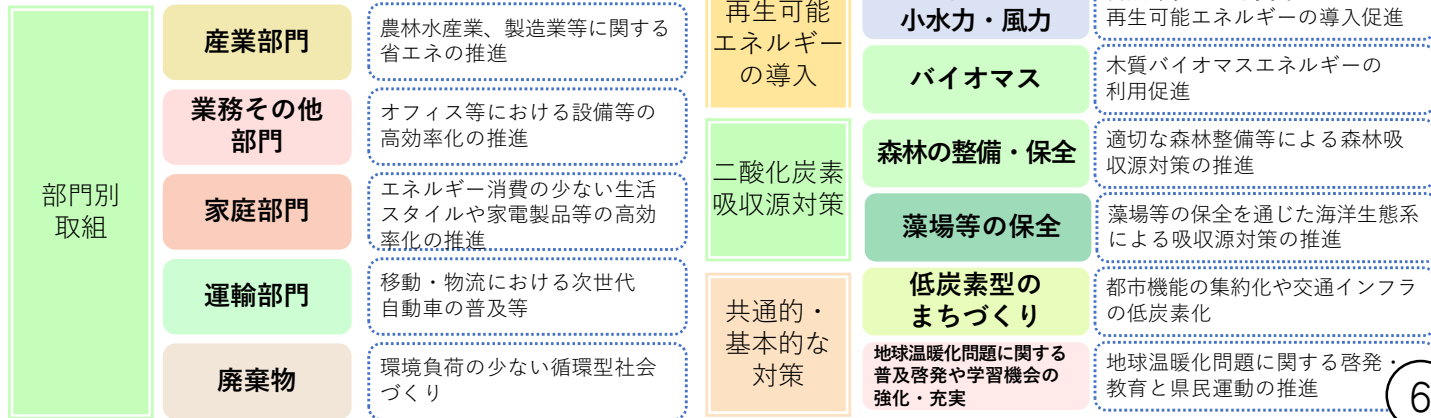 部門別
取組
産業部門
農林水産業、製造業等に関する
省エネの推進
業務その他
部門
オフィス等における設備等の
高効率化の推進
家庭部門
エネルギー消費の少ない生活
スタイルや家電製品等の高効
率化の推進
運輸部門
移動・物流における次世代
自動車の普及等
廃棄物
環境負荷の少ない循環型社会
づくり
再生可能
エネルギー
の導入
小水力・風力
再生可能エネルギーの導入促進
バイオマス
木質バイオマスエネルギーの
利用促進
二酸化炭素
吸収源対策
森林の整備・保全
適切な森林整備等による森林吸
収源対策の推進
藻場等の保全
藻場等の保全を通じた海洋生態系
による吸収源対策の推進
共通的・
基本的な
対策
低炭素型の
まちづくり
都市機能の集約化や交通インフラ
の低炭素化
地球温暖化問題に関する
普及啓発や学習機会の
強化・充実
地球温暖化問題に関する啓発・
教育と県民運動の推進
6